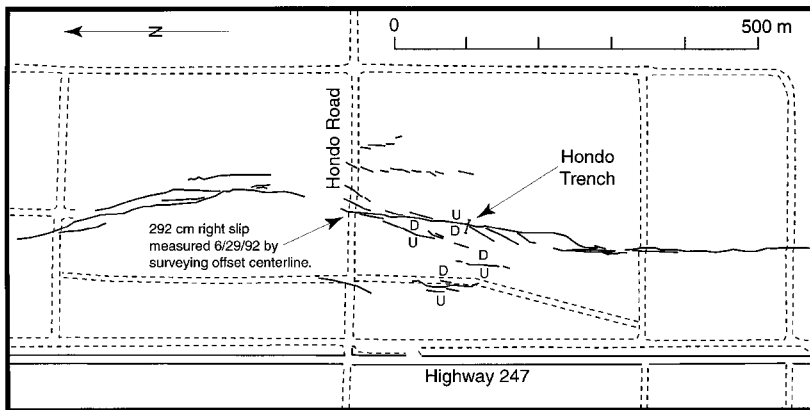 N
0
500 m
Hondo Road
Hondo
Trench
292 cm right slip
measured 6/29/92 by
surveying offset centerline.
U
D
D
U
D
U
D
U
Highway 247